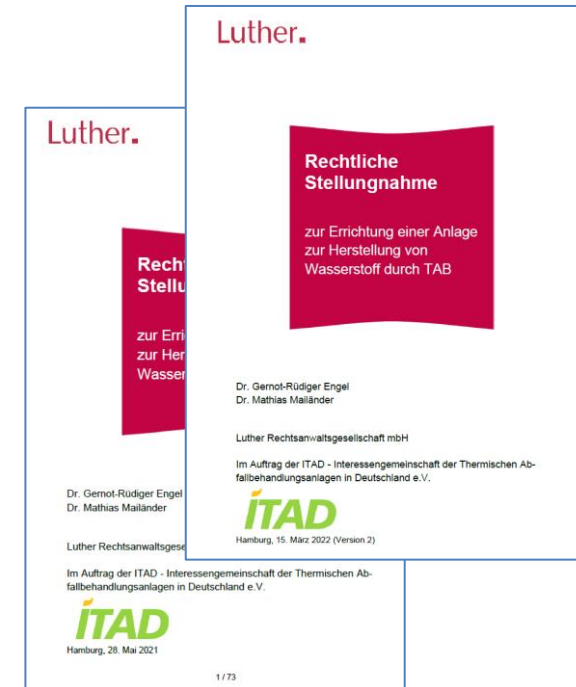 Luther.
Rechtliche
Stellungnahme
zur Errichtung einer Anlage
zur Herstellung von
Wasserstoff durch TAB
Dr. Gernot-Rüdiger Engel
Dr. Mathias Mailänder
Luther Rechtsanwaltsgesellschaft mbH
Im Auftrag der ITAD - Interessengemeinschaft der Thermischen Ab-
fallbehandlungsanlagen in Deutschland e.V.
ITAD
Hamburg, 15. März 2022 (Version 2)
Luther.
Rech
Stellu
zur Erri
zur Her
Wasser
Dr. Gernot-Rüdiger Engel
Dr. Mathias Mailänder
Luther Rechtsanwaltsgese
Im Auftrag der ITAD - Interessengemeinschaft der Thermischen Ab-
fallbehandlungsanlagen in Deutschland e.V.
ITAD
Hamburg, 28. Mai 2021
1 / 73